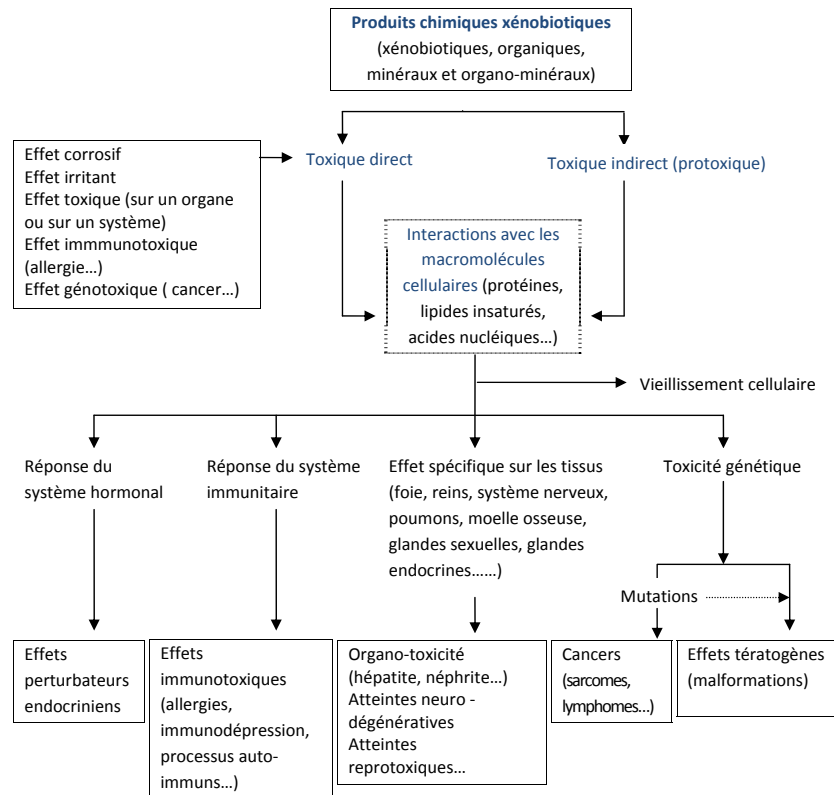 Produits chimiques xénobiotiques
(xénobiotiques, organiques,
minéraux et organo-minéraux)
Effet corrosif
Effet irritant
Effet toxique (sur un organe
ou sur un système)
Effet immmunotoxique
(allergie…)
Effet génotoxique ( cancer…)
Toxique direct
Toxique indirect (protoxique)
Interactions avec les
macromolécules
cellulaires (protéines,
lipides insaturés,
acides nucléiques…)
Vieillissement cellulaire
Réponse du
système hormonal
Réponse du système
immunitaire
Effet spécifique sur les tissus
(foie, reins, système nerveux,
poumons, moelle osseuse,
glandes sexuelles, glandes
endocrines……)
Toxicité génétique
Mutations
Effets
perturbateurs
endocriniens
Effets
immunotoxiques
(allergies,
immunodépression,
processus auto-
immuns…)
Organo-toxicité
(hépatite, néphrite…)
Atteintes neuro -
dégénératives
Atteintes
reprotoxiques…
Cancers
(sarcomes,
lymphomes…)
Effets tératogènes
(malformations)